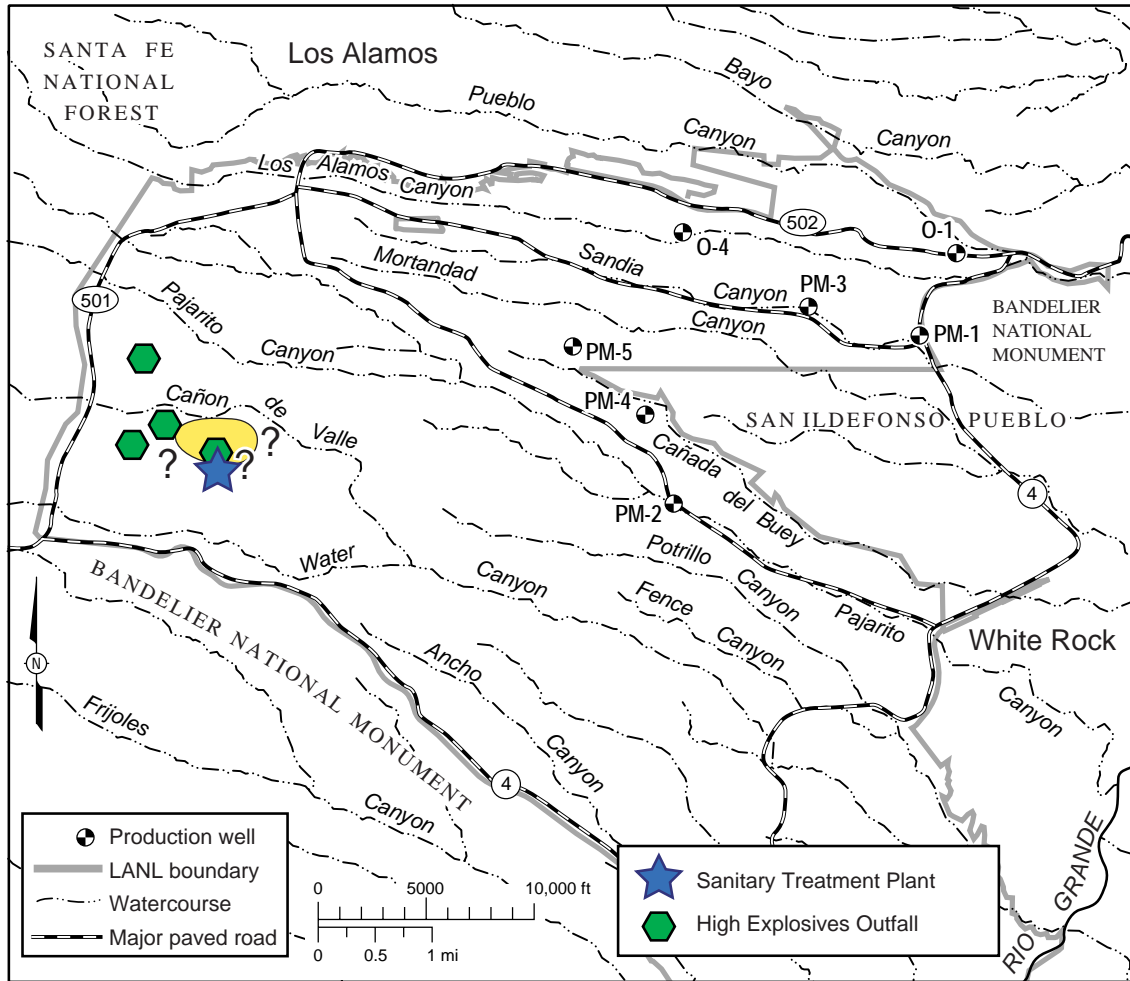 SANTA FE
NATIONAL
FOREST
Los Alamos
Bayo
Pueblo
Canyon
Canyon
Los Alamos Canyon
502
O-1
O-4
Sandia
Mortandad
Canyon
PM-3
501
Pajarito
Canyon
PM-1
BANDELIER
NATIONAL
MONUMENT
Canyon
PM-5
Cañon de Valle
PM-4
SAN ILDEFONSO PUEBLO
?
?
?
Cañada del Buey
4
PM-2
Water
Canyon
Potrillo
Canyon
Fence
Canyon
Pajarito
White Rock
Canyon
BANDELIER NATIONAL MONUMENT
N
Ancho
Canyon
Frijoles
Canyon
4
RIO GRANDE
Production well
LANL boundary
Watercourse
Major paved road
0 5000 10,000 ft
0 0.5 1 mi
Sanitary Treatment Plant
High Explosives Outfall